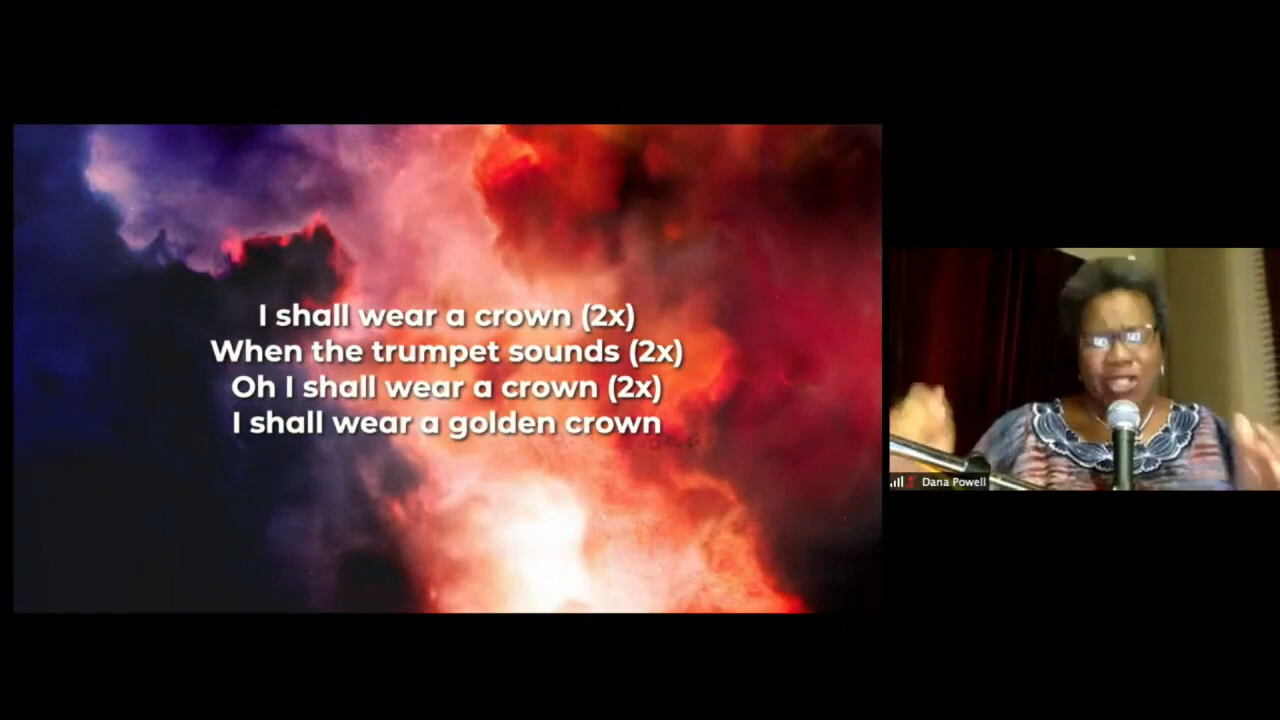 I shall wear a crown (2x)
When the trumpet sounds (2x)
Oh I shall wear a crown (2x)
I shall wear a golden crown
Dana Powell